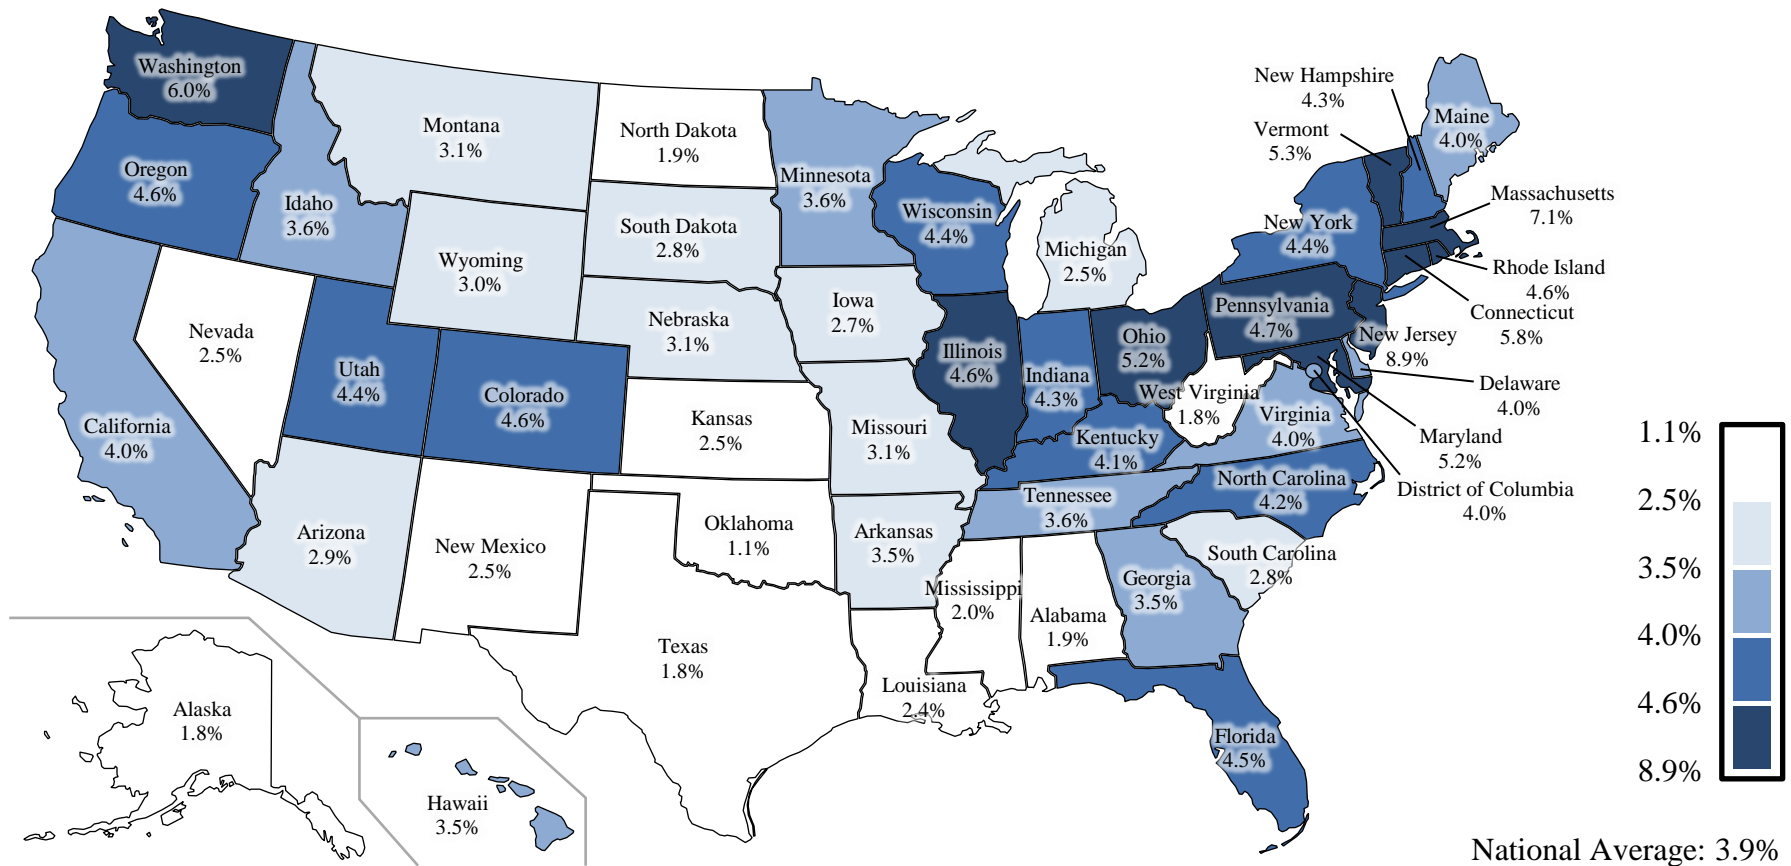 Washington
6.0%
Oregon
4.6%
California
4.0%
Idaho
3.6%
Nevada
2.5%
Montana
3.1%
Wyoming
3.0%
Utah
4.4%
Colorado
4.6%
Arizona
2.9%
New Mexico
2.5%
North Dakota
1.9%
South Dakota
2.8%
Nebraska
3.1%
Kansas
2.5%
Oklahoma
1.1%
Texas
1.8%
Minnesota
3.6%
Iowa
2.7%
Missouri
3.1%
Arkansas
3.5%
Louisiana
2.4%
Wisconsin
4.4%
Illinois
4.6%
Michigan
2.5%
Indiana
4.3%
Ohio
5.2%
Kentucky
4.1%
Tennessee
3.6%
Mississippi
2.0%
Alabama
1.9%
Georgia
3.5%
Florida
4.5%
South Carolina
2.8%
North Carolina
4.2%
Virginia
4.0%
West Virginia
1.8%
Pennsylvania
4.7%
New York
4.4%
Vermont
5.3%
New Hampshire
4.3%
Maine
4.0%
Massachusetts
7.1%
Rhode Island
4.6%
Connecticut
5.8%
New Jersey
8.9%
Delaware
4.0%
Maryland
5.2%
District of Columbia
4.0%
Alaska
1.8%
Hawaii
3.5%
1.1%
2.5%
3.5%
4.0%
4.6%
8.9%
National Average: 3.9%